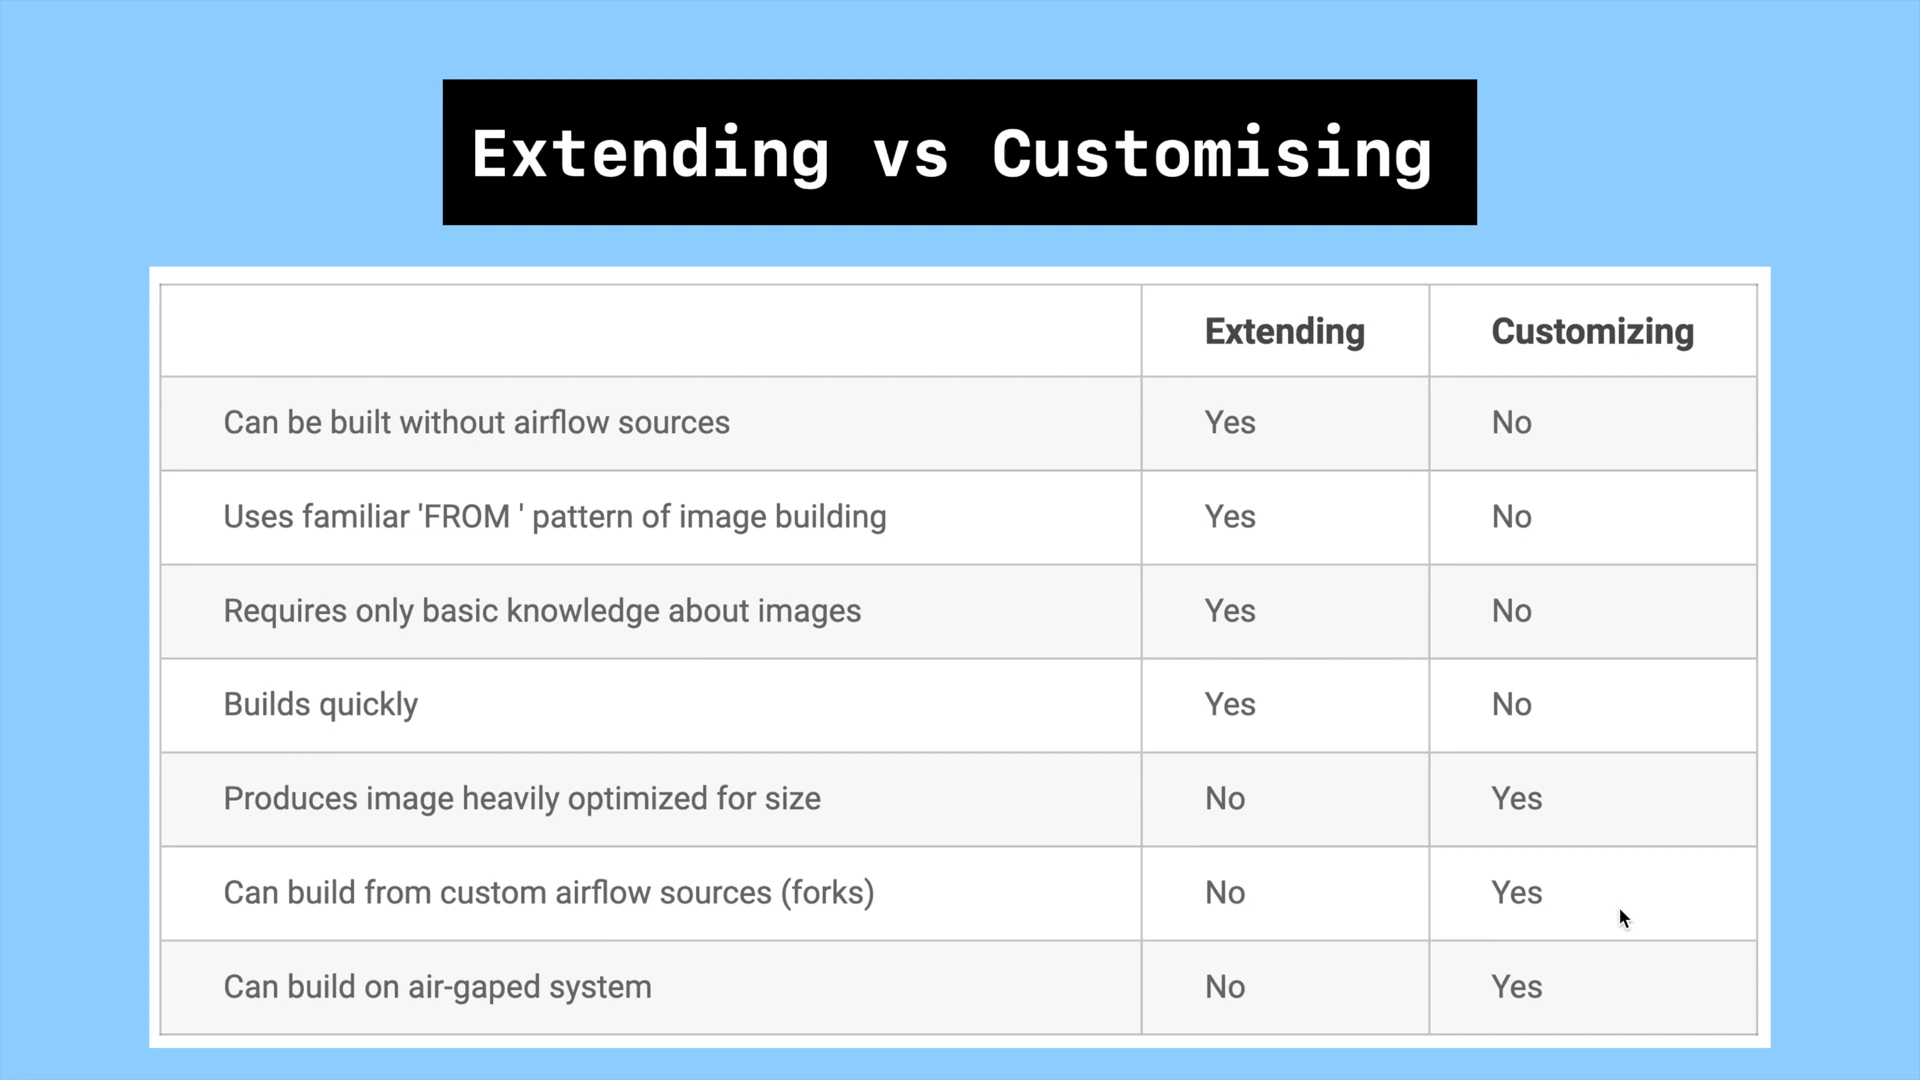 Extending vs Customising
Extending Customizing
Can be built without airflow sources Yes No
Uses familiar 'FROM ' pattern of image building Yes No
Requires only basic knowledge about images Yes No
Builds quickly Yes No
Produces image heavily optimized for size No Yes
Can build from custom airflow sources (forks) No Yes
Can build on air-gaped system No Yes